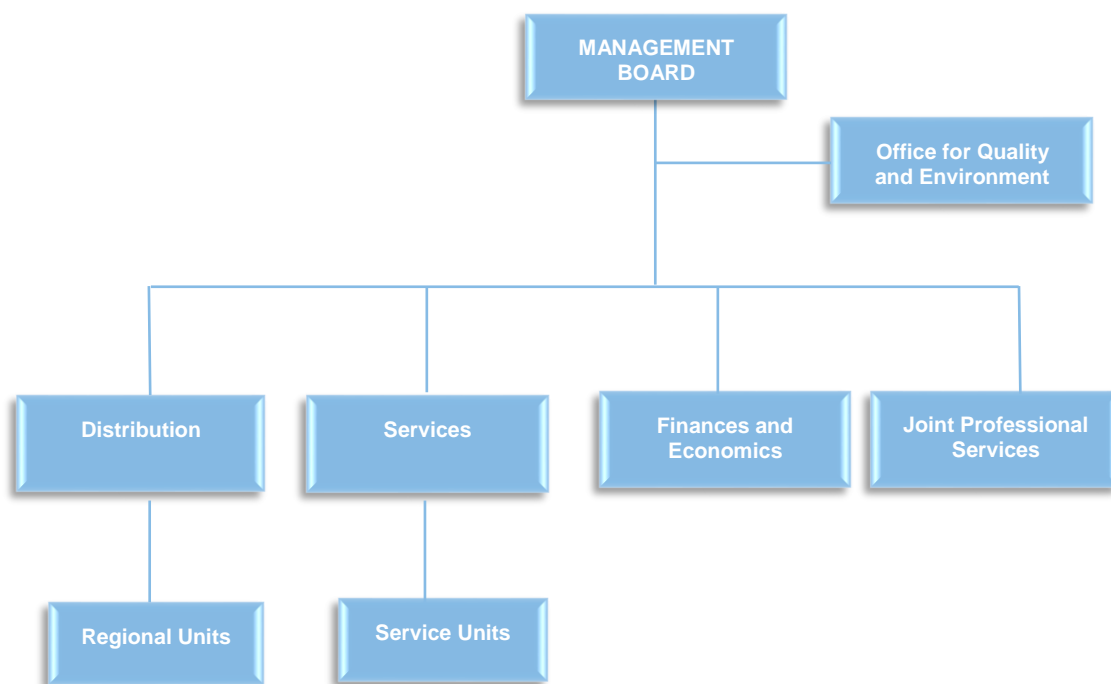 MANAGEMENT
BOARD
Office for Quality
and Environment
Distribution
Services
Finances and
Economics
Joint Professional
Services
Regional Units
Service Units